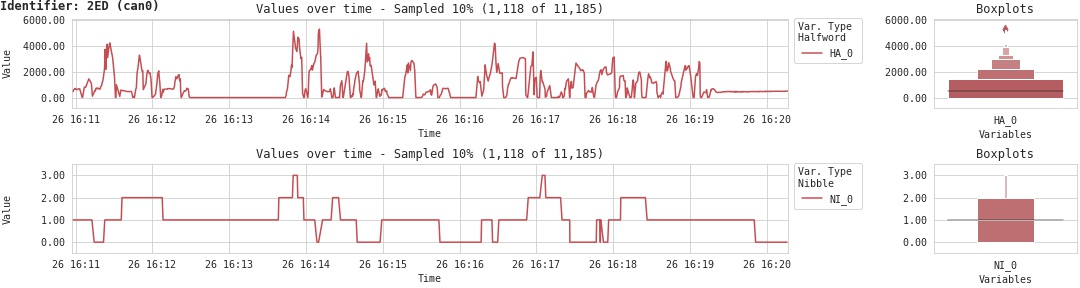 Identifier: 2ED (can0)
Values over time - Sampled 10% (1,118 of 11,185)
Value
6000.00
4000.00
2000.00
0.00
26 16:11 26 16:12 26 16:13 26 16:14 26 16:15 26 16:16 26 16:17 26 16:18 26 16:19 26 16:20
Time
Var. Type
Halfword
HA_0
Boxplots
6000.00
4000.00
2000.00
0.00
HA_0
Variables
Values over time - Sampled 10% (1,118 of 11,185)
Value
3.00
2.00
1.00
0.00
26 16:11 26 16:12 26 16:13 26 16:14 26 16:15 26 16:16 26 16:17 26 16:18 26 16:19 26 16:20
Time
Var. Type
Nibble
NI_0
Boxplots
3.00
2.00
1.00
0.00
NI_0
Variables